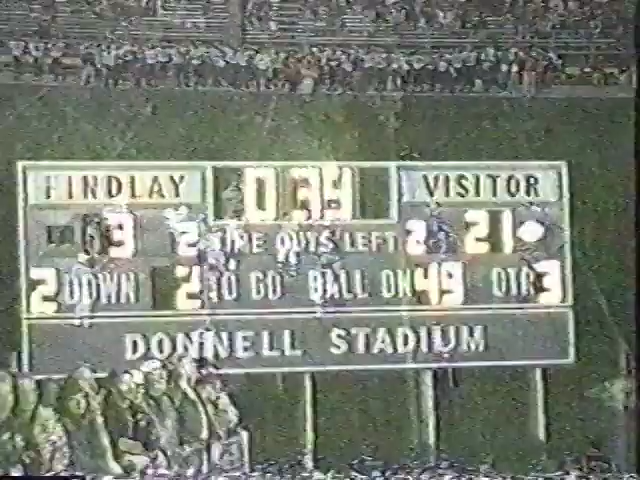 FINDLAY 0 34 VISITOR
3 2 TIME OUTS LEFT 2 21
2 DOWN 2 TO GO BALL ON 49 QTR 3
DONNELL STADIUM